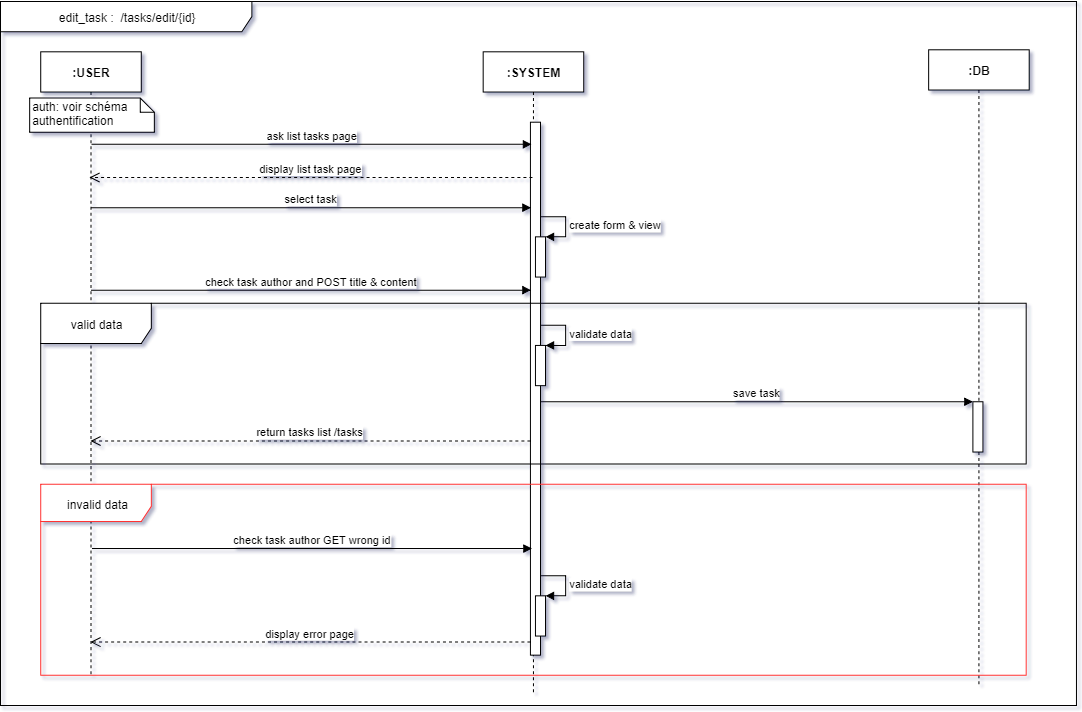 edit_task : /tasks/edit/{id}
:USER
:SYSTEM
:DB
auth: voir schéma
authentification
ask list tasks page
display list task page
select task
create form & view
check task author and POST title & content
valid data
validate data
save task
return tasks list /tasks
invalid data
check task author GET wrong id
validate data
display error page